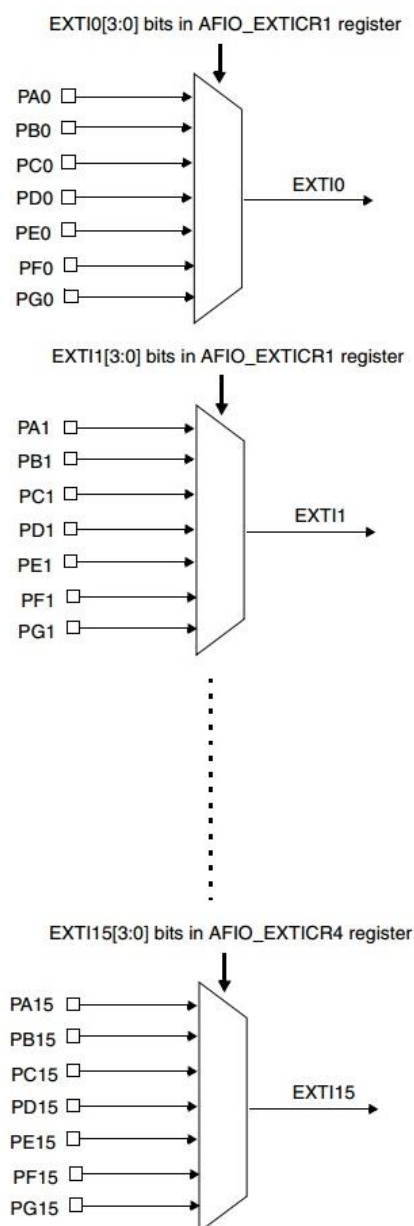 EXTI0[3:0] bits in AFIO_EXTICR1 register
PA0
PB0
PC0
PD0
EXTI0
PE0
PF0
PG0
EXTI1[3:0] bits in AFIO_EXTICR1 register
PA1
PB1
PC1
PD1
EXTI1
PE1
PF1
PG1
EXTI15[3:0] bits in AFIO_EXTICR4 register
PA15
PB15
PC15
PD15
EXTI15
PE15
PF15
PG15